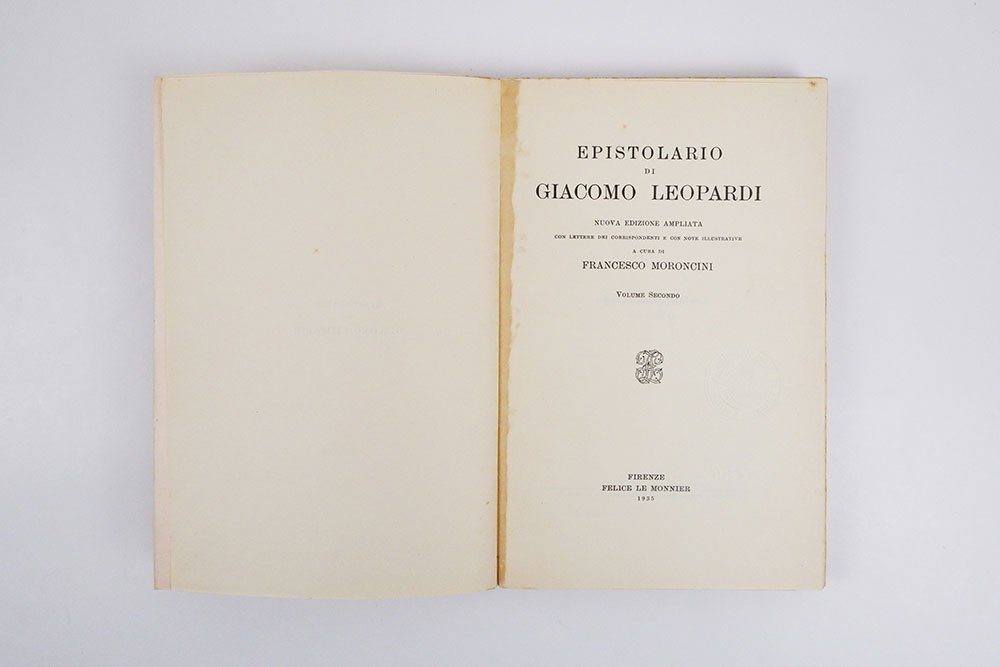 EPISTOLARIO
DI
GIACOMO LEOPARDI
NUOVA EDIZIONE AMPLIATA
CON LETTERE DEI CORRISPONDENTI E CON NOTE ILLUSTRATIVE
A CURA DI
FRANCESCO MORONCINI
VOLUME SECONDO
FIRENZE
FELICE LE MONNIER
1935